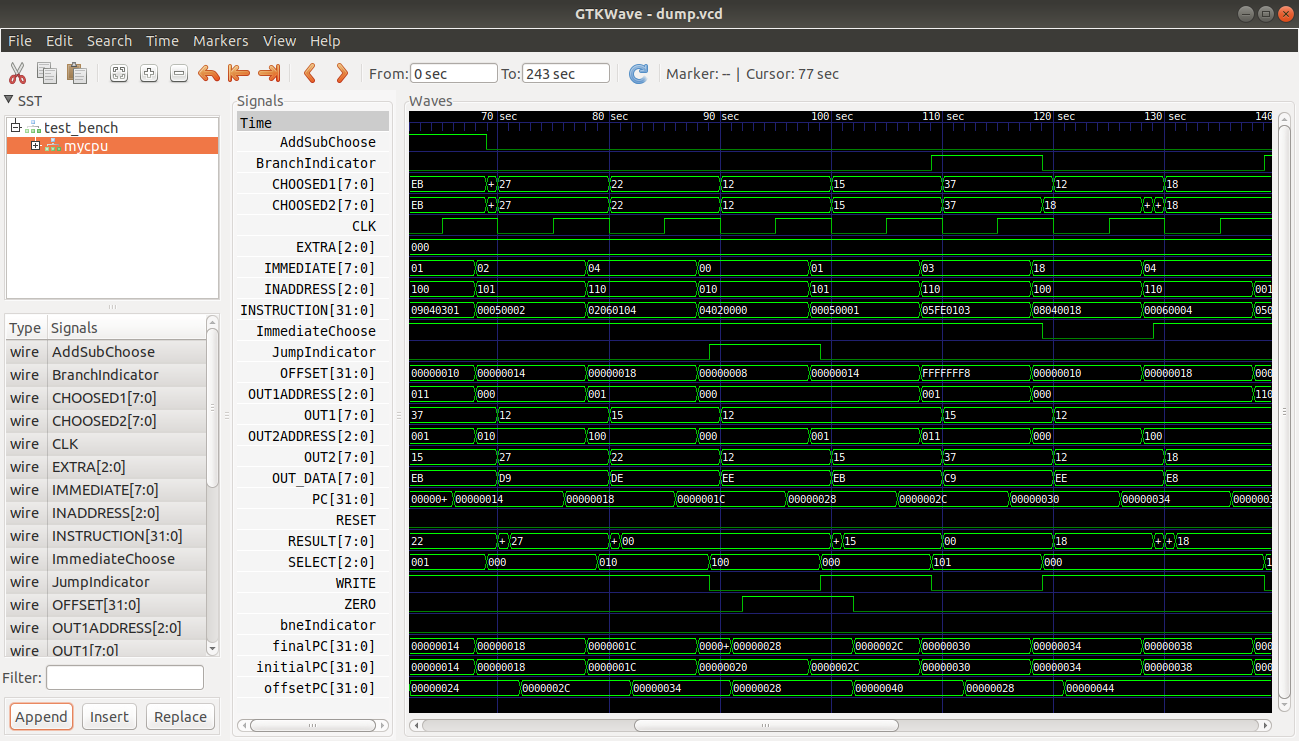 GTKWave - dump.vcd
File Edit Search Time Markers View Help
From: 0 sec To: 243 sec Marker: -- | Cursor: 77 sec
SST
test_bench
mycpu
Type Signals
wire AddSubChoose
wire BranchIndicator
wire CHOOSED1[7:0]
wire CHOOSED2[7:0]
wire CLK
wire EXTRA[2:0]
wire IMMEDIATE[7:0]
wire INADDRESS[2:0]
wire INSTRUCTION[31:0]
wire ImmediateChoose
wire JumpIndicator
wire OFFSET[31:0]
wire OUT1ADDRESS[2:0]
wire OUT1[7:0]
Filter:
Append Insert Replace
Signals
Waves
Time 70 sec 80 sec 90 sec 100 sec 110 sec 120 sec 130 sec 140
AddSubChoose
BranchIndicator
CHOOSED1[7:0] EB + 27 22 12 15 37 12 18
CHOOSED2[7:0] EB + 27 22 12 15 37 18 + + 18
CLK
EXTRA[2:0] 000
IMMEDIATE[7:0] 01 02 04 00 01 03 18 04
INADDRESS[2:0] 100 101 110 010 101 110 100 110 001
INSTRUCTION[31:0] 09040301 00050002 02060104 04020000 00050001 05FE0103 08040018 00060004 050
ImmediateChoose
JumpIndicator
OFFSET[31:0] 00000010 00000014 00000018 00000008 00000014 FFFFFFF8 00000010 00000018 000
OUT1ADDRESS[2:0] 011 000 001 000 001 000 110
OUT1[7:0] 37 12 15 12 15 12
OUT2ADDRESS[2:0] 001 010 100 000 001 011 000 100
OUT2[7:0] 15 27 22 12 15 37 12 18
OUT_DATA[7:0] EB D9 DE EE EB C9 EE E8
PC[31:0] 00000+ 00000014 00000018 0000001C 00000028 0000002C 00000030 00000034 0000003
RESET
RESULT[7:0] 22 + 27 + 00 + 15 00 18 + + 18
SELECT[2:0] 001 000 010 100 000 101 000 1
WRITE
ZERO
bneIndicator
finalPC[31:0] 00000014 00000018 0000001C 0000+ 00000028 0000002C 00000030 00000034 00000038 000
initialPC[31:0] 00000014 00000018 0000001C 00000020 0000002C 00000030 00000034 00000038 000
offsetPC[31:0] 00000024 0000002C 00000034 00000028 00000040 00000028 00000044